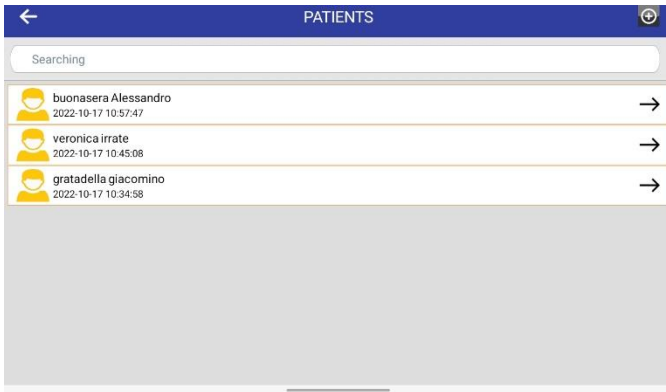 PATIENTS
Searching
buonasera Alessandro
2022-10-17 10:57:47
veronica irrate
2022-10-17 10:45:08
gratadella giacomino
2022-10-17 10:34:58